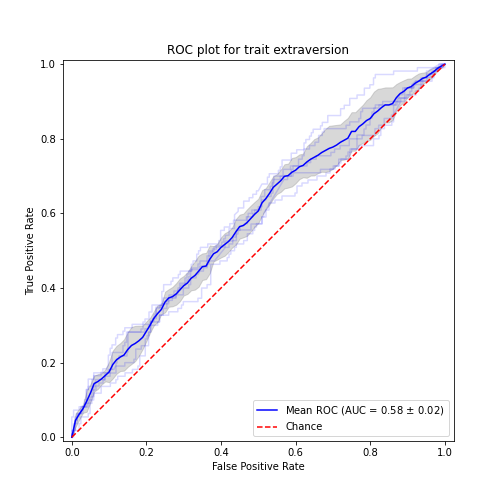 ROC plot for trait extraversion
True Positive Rate
1.0
0.8
0.6
0.4
0.2
0.0
Mean ROC (AUC = 0.58 ± 0.02)
Chance
0.0 0.2 0.4 0.6 0.8 1.0
False Positive Rate